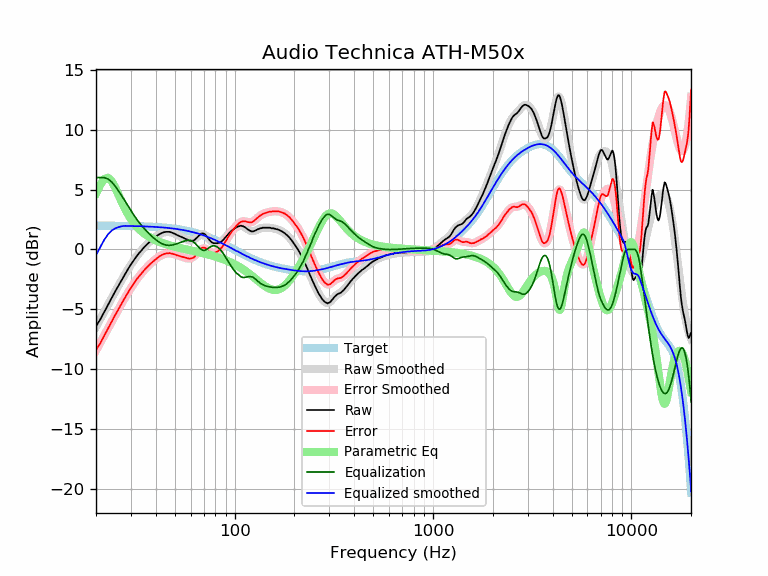 Audio Technica ATH-M50x
15
10
5
0
−5
−10
−15
−20
Amplitude (dBr)
Target
Raw Smoothed
Error Smoothed
Raw
Error
Parametric Eq
Equalization
Equalized smoothed
100
1000
10000
Frequency (Hz)